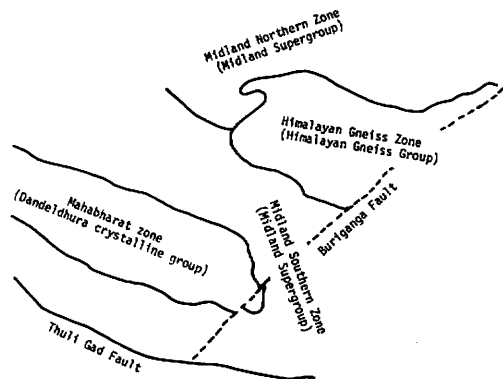 Midland Northern Zone
(Midland Supergroup)
Himalayan Gneiss Zone
(Himalayan Gneiss Group)
Buriganga Fault
Mahabharat zone
(Dandeldhura crystalline group)
Midland Southern Zone
(Midland Supergroup)
Thuli Gad Fault